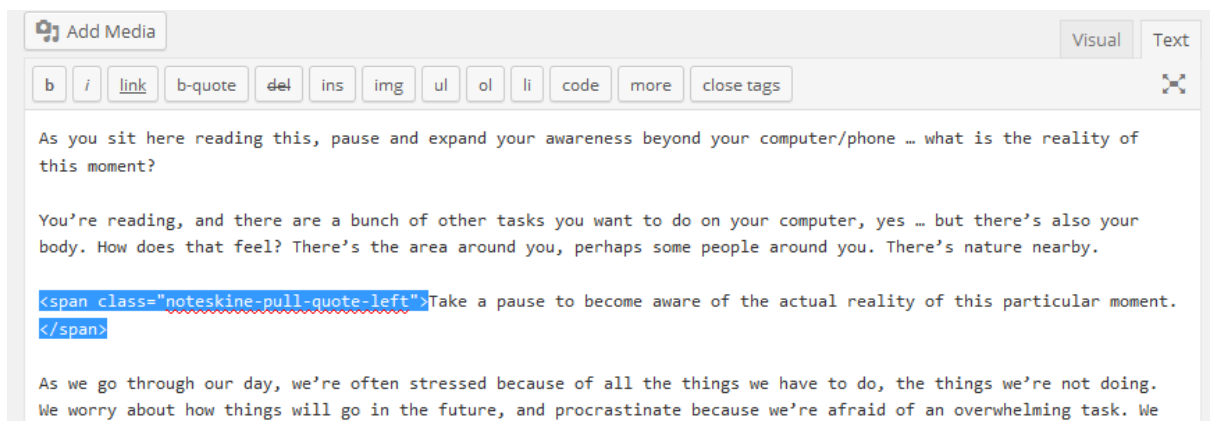 Add Media
Visual Text
b i link b-quote del ins img ul ol li code more close tags
As you sit here reading this, pause and expand your awareness beyond your computer/phone … what is the reality of
this moment?
You’re reading, and there are a bunch of other tasks you want to do on your computer, yes … but there’s also your
body. How does that feel? There’s the area around you, perhaps some people around you. There’s nature nearby.
<span class="noteskine-pull-quote-left">Take a pause to become aware of the actual reality of this particular moment.
</span>
As we go through our day, we’re often stressed because of all the things we have to do, the things we’re not doing.
We worry about how things will go in the future, and procrastinate because we’re afraid of an overwhelming task. We